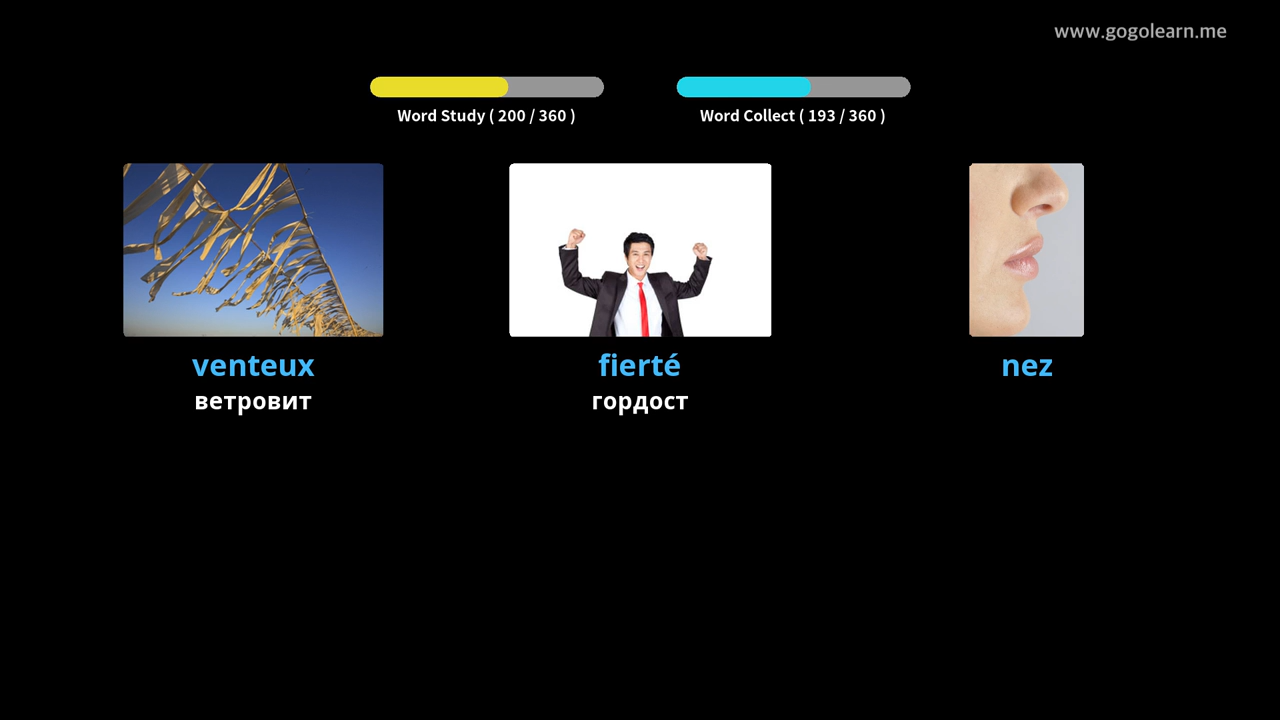 www.gogolearn.me
Word Study ( 200 / 360 )
Word Collect ( 193 / 360 )
venteux
ветровит
fierté
гордост
nez